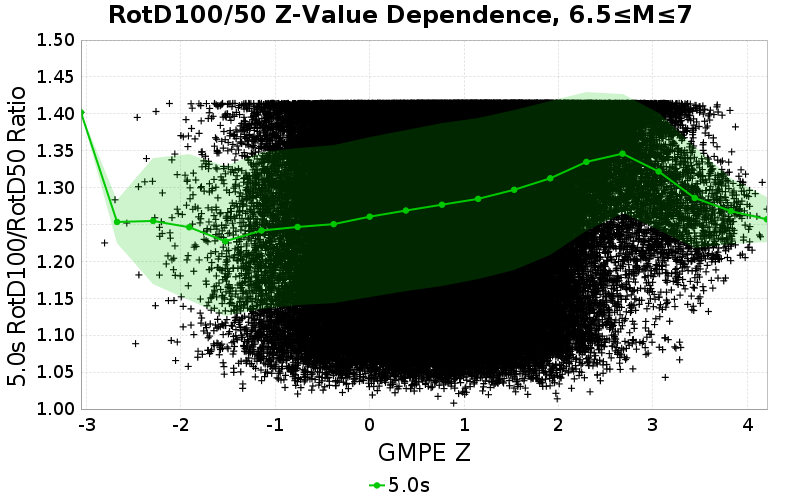 RotD100/50 Z-Value Dependence, 6.5≤M≤7
5.0s RotD100/RotD50 Ratio
1.50
1.45
1.40
1.35
1.30
1.25
1.20
1.15
1.10
1.05
1.00
-3 -2 -1 0 1 2 3 4
GMPE Z
5.0s